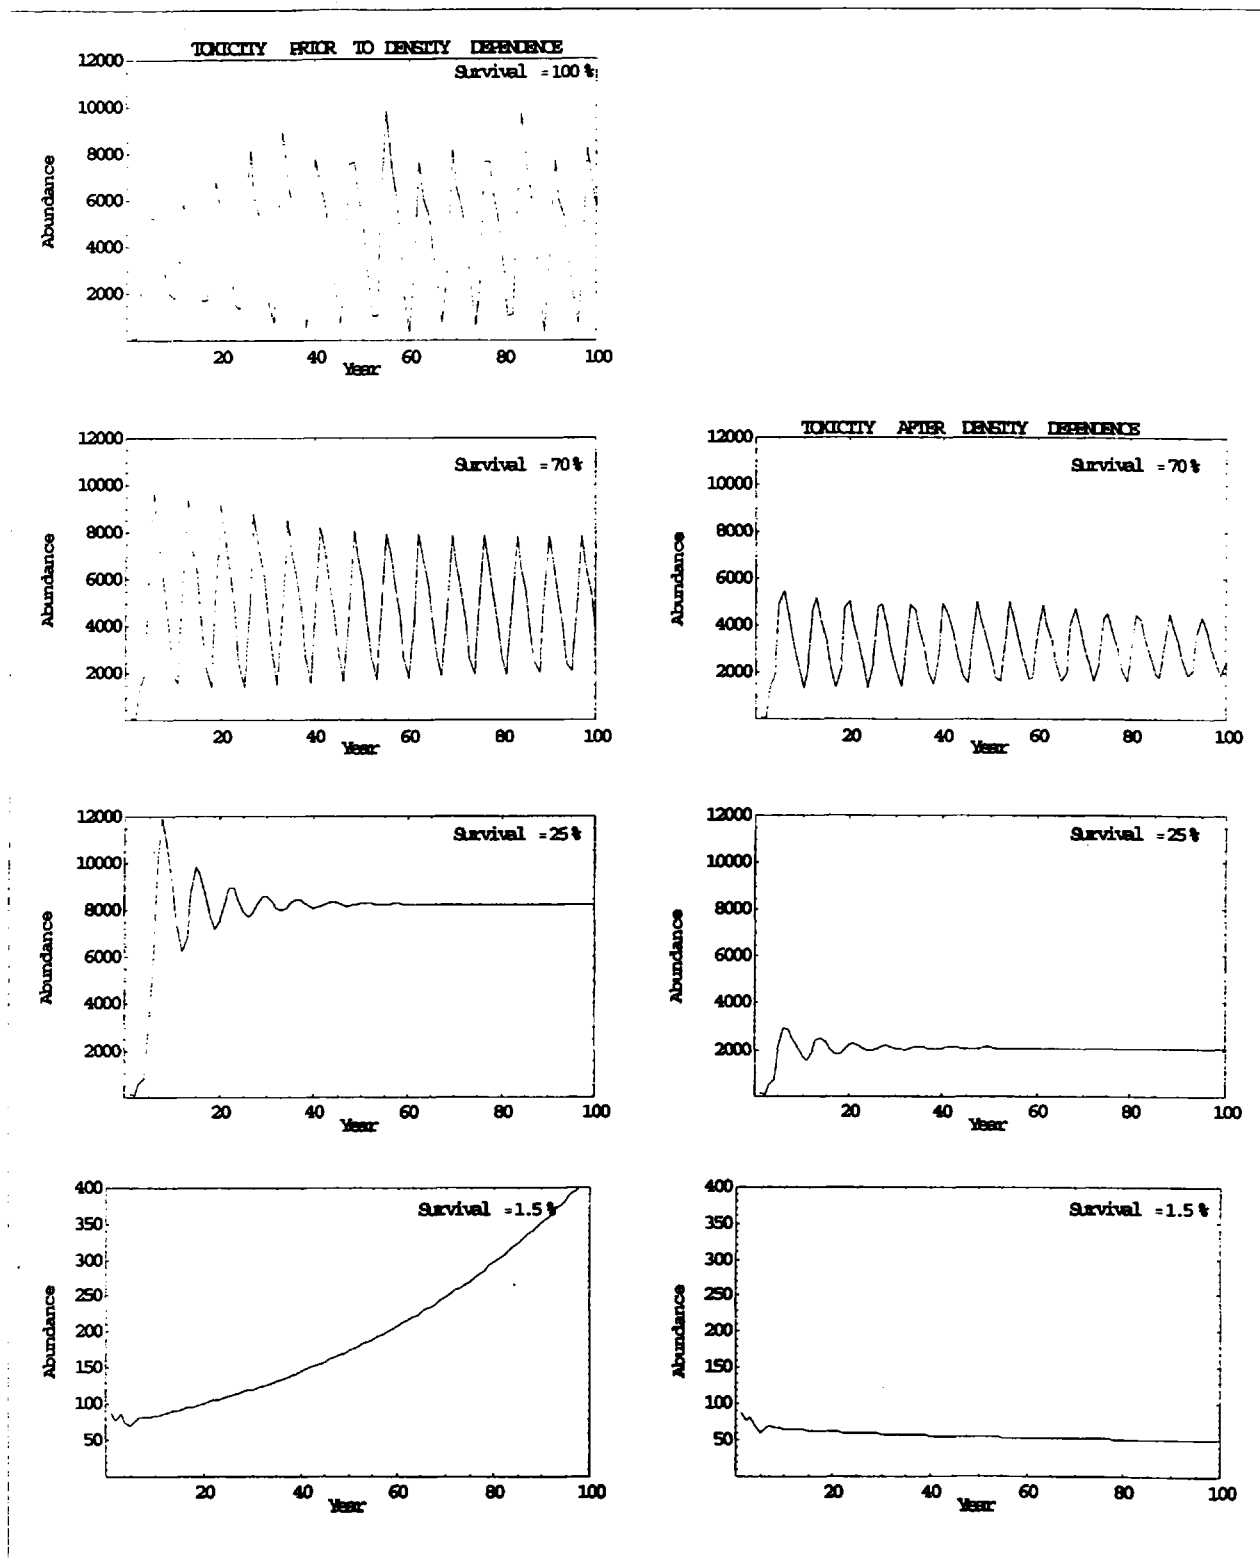 TOXICITY PRIOR TO DENSITY DEPENDENCE
Survival = 100 %
12000
10000
8000
6000
4000
2000
Abundance
20 40 60 80 100
Year
Survival = 70 %
12000
10000
8000
6000
4000
2000
Abundance
20 40 60 80 100
Year
TOXICITY AFTER DENSITY DEPENDENCE
Survival = 70 %
12000
10000
8000
6000
4000
2000
Abundance
20 40 60 80 100
Year
Survival = 25 %
12000
10000
8000
6000
4000
2000
Abundance
20 40 60 80 100
Year
Survival = 25 %
12000
10000
8000
6000
4000
2000
Abundance
20 40 60 80 100
Year
Survival = 1.5 %
400
350
300
250
200
150
100
50
Abundance
20 40 60 80 100
Year
Survival = 1.5 %
400
350
300
250
200
150
100
50
Abundance
20 40 60 80 100
Year